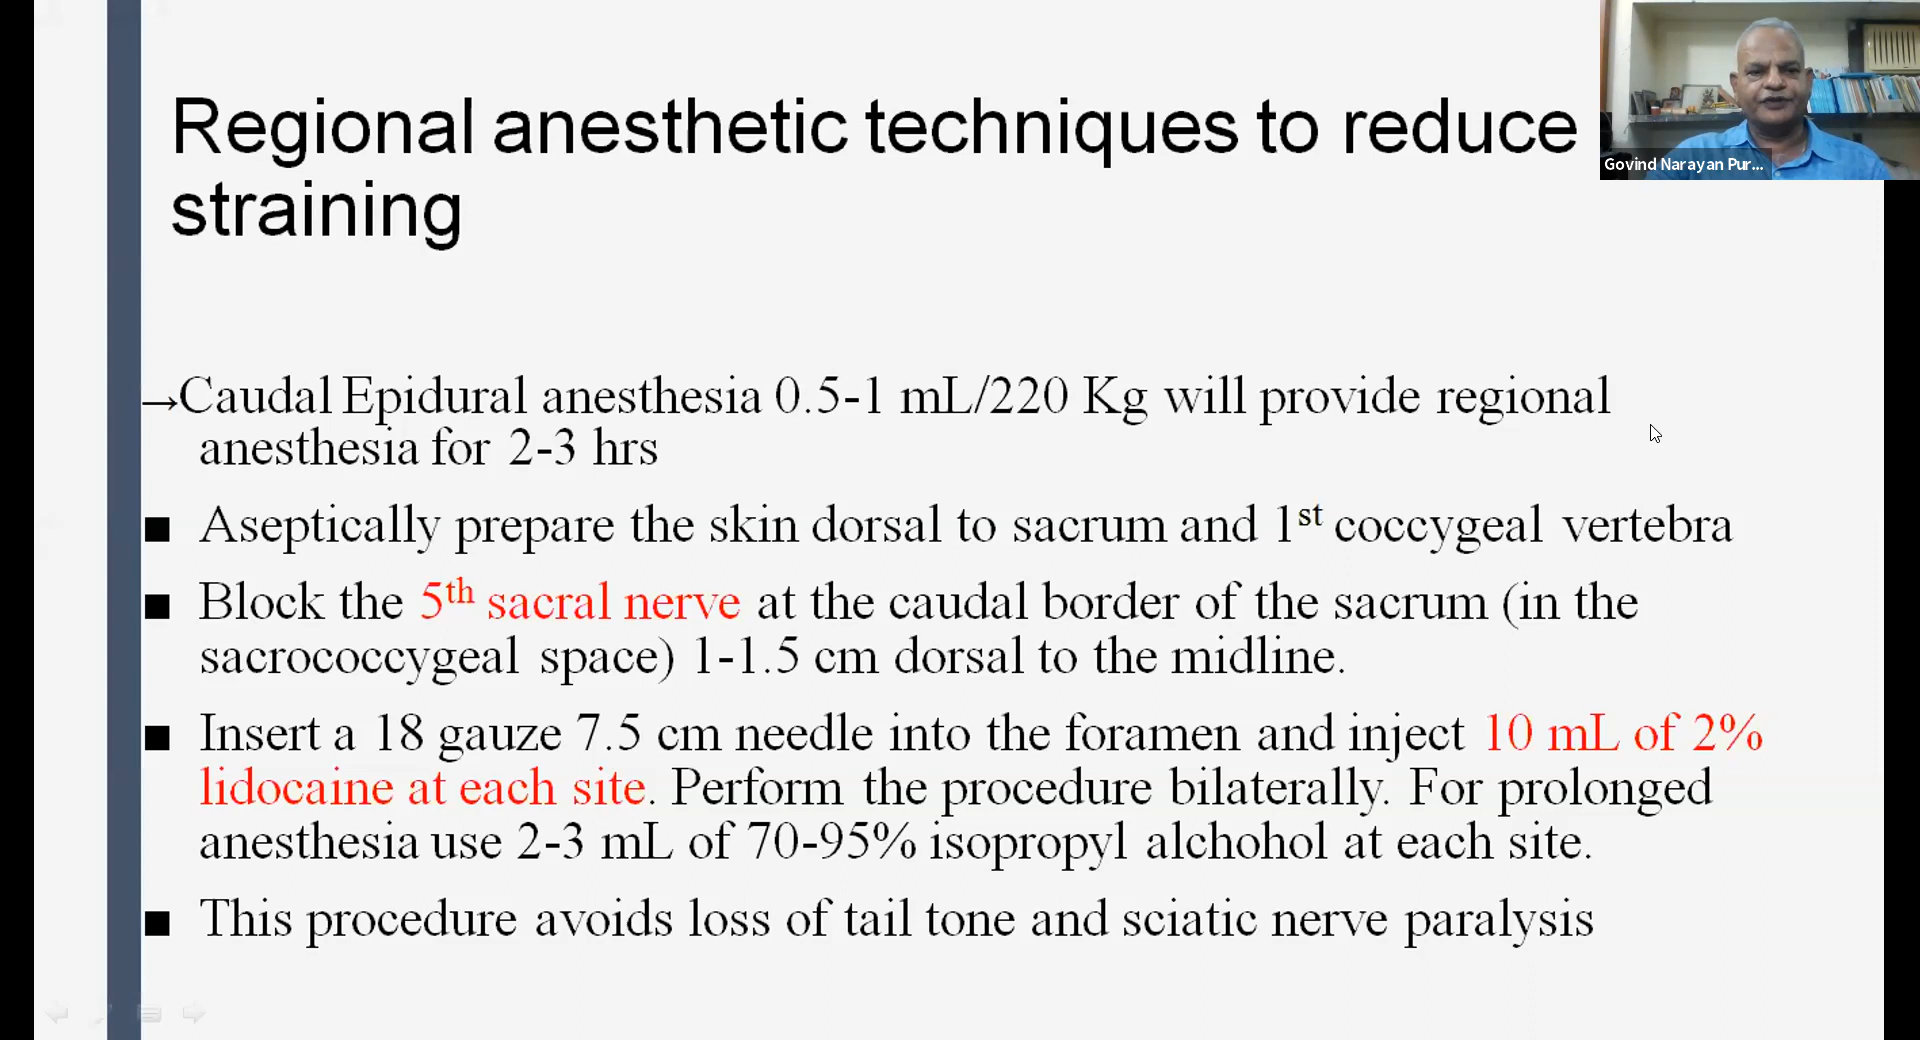 Regional anesthetic techniques to reduce
straining
Govind Narayan Pur...
→Caudal Epidural anesthesia 0.5-1 mL/220 Kg will provide regional
anesthesia for 2-3 hrs
■ Aseptically prepare the skin dorsal to sacrum and 1st coccygeal vertebra
■ Block the 5th sacral nerve at the caudal border of the sacrum (in the
sacrococcygeal space) 1-1.5 cm dorsal to the midline.
■ Insert a 18 gauze 7.5 cm needle into the foramen and inject 10 mL of 2%
lidocaine at each site. Perform the procedure bilaterally. For prolonged
anesthesia use 2-3 mL of 70-95% isopropyl alchohol at each site.
■ This procedure avoids loss of tail tone and sciatic nerve paralysis